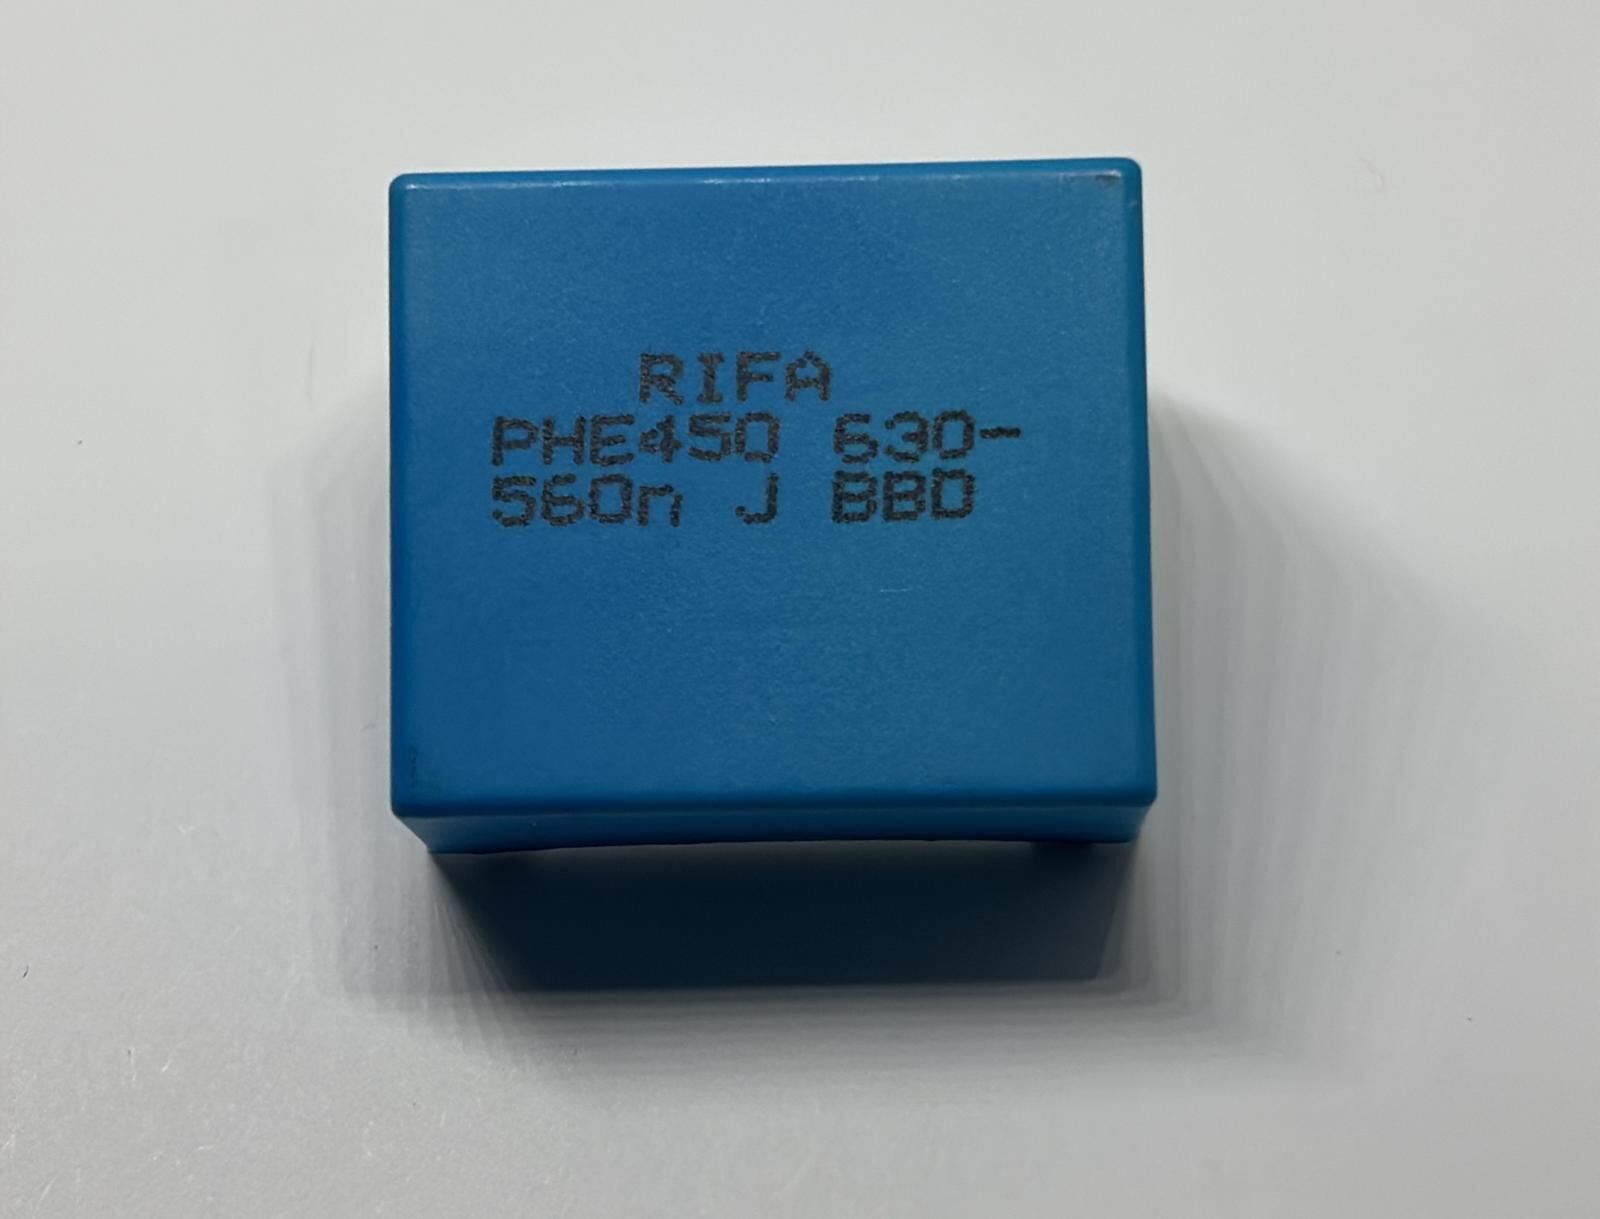 RIFA
PHE450 630-
560n J BBD